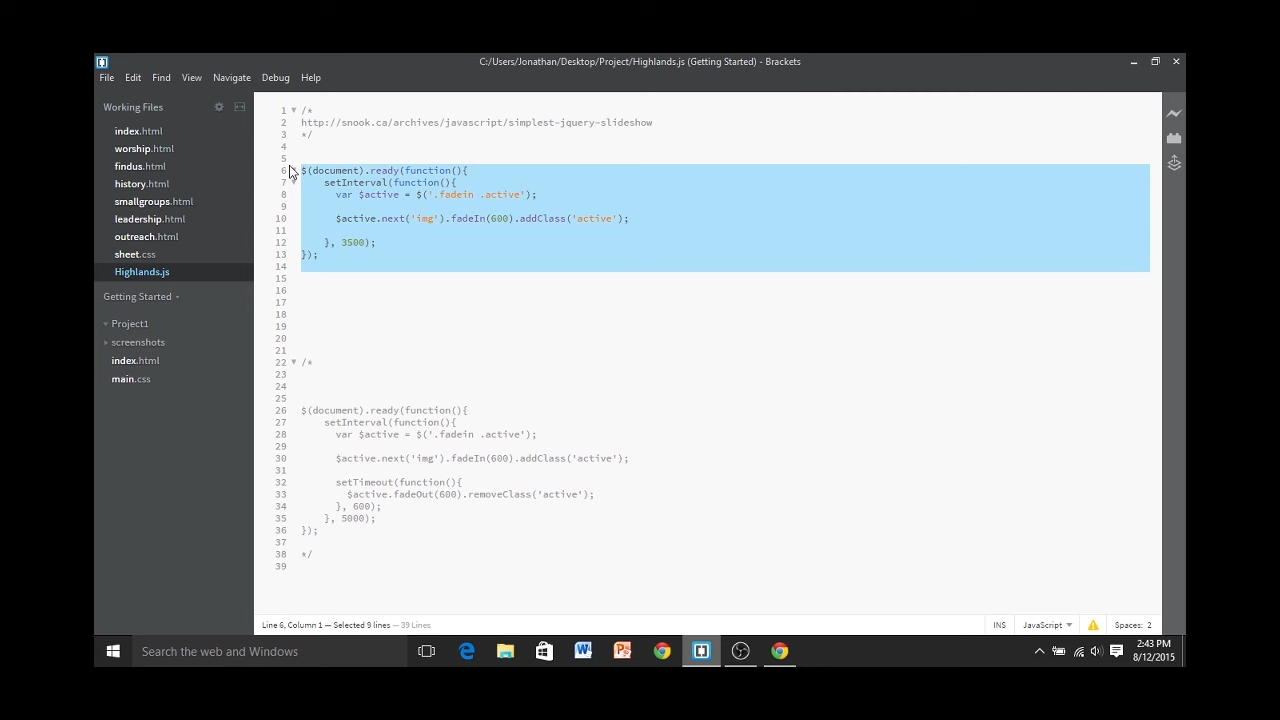 C:/Users/Jonathan/Desktop/Project/Highlands.js (Getting Started) - Brackets
File Edit Find View Navigate Debug Help
Working Files
index.html
worship.html
findus.html
history.html
smallgroups.html
leadership.html
outreach.html
sheet.css
Highlands.js
Getting Started
Project1
screenshots
index.html
main.css
1 /*
2 http://snook.ca/archives/javascript/simplest-jquery-slideshow
3 */
4
5
6 $(document).ready(function(){
7 setInterval(function(){
8 var $active = $('.fadein .active');
9
10 $active.next('img').fadeIn(600).addClass('active');
11
12 }, 3500);
13 });
14
15
16
17
18
19
20
21
22 /*
23
24
25
26 $(document).ready(function(){
27 setInterval(function(){
28 var $active = $('.fadein .active');
29
30 $active.next('img').fadeIn(600).addClass('active');
31
32 setTimeout(function(){
33 $active.fadeOut(600).removeClass('active');
34 }, 600);
35 }, 5000);
36 });
37
38 */
39
Line 6, Column 1 — Selected 9 lines — 39 Lines
INS JavaScript Spaces: 2
Search the web and Windows
2:43 PM
8/12/2015